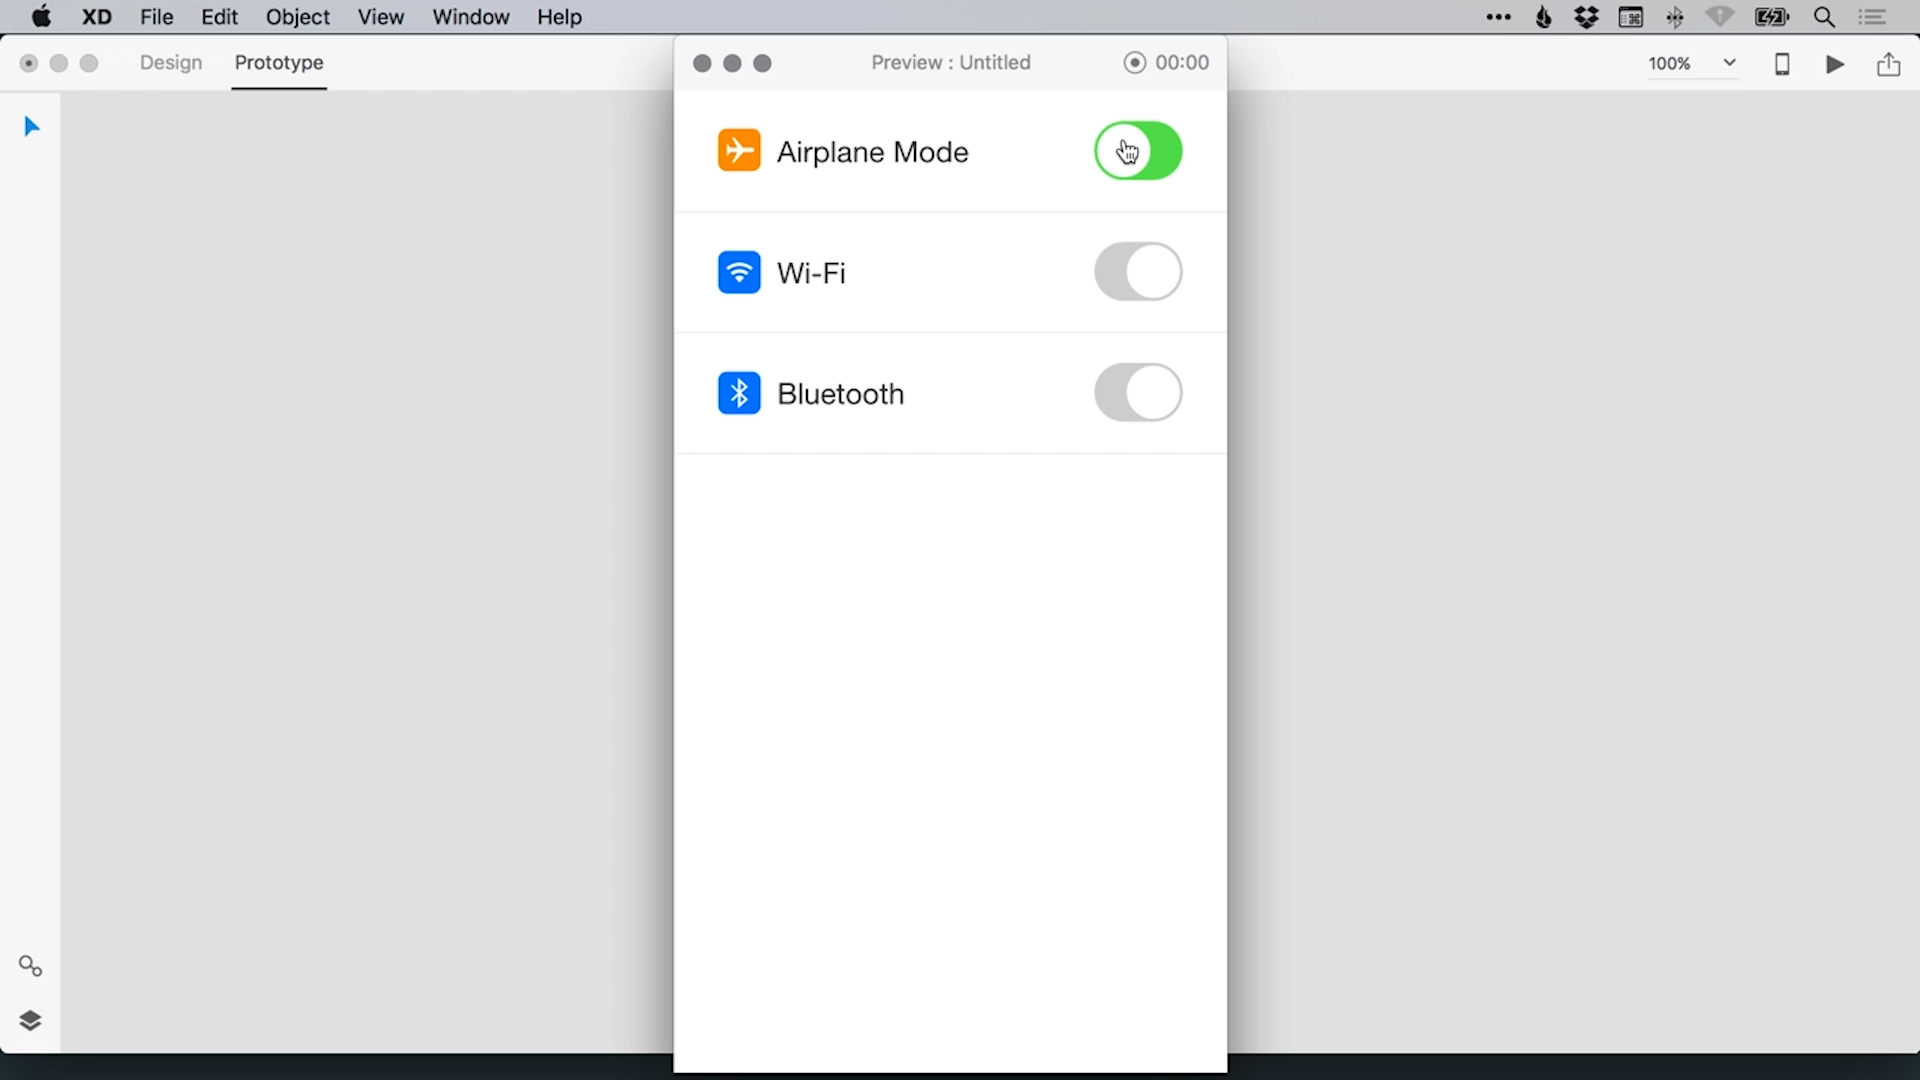 XD File Edit Object View Window Help
Design Prototype
Preview : Untitled
00:00
100%
Airplane Mode
Wi-Fi
Bluetooth